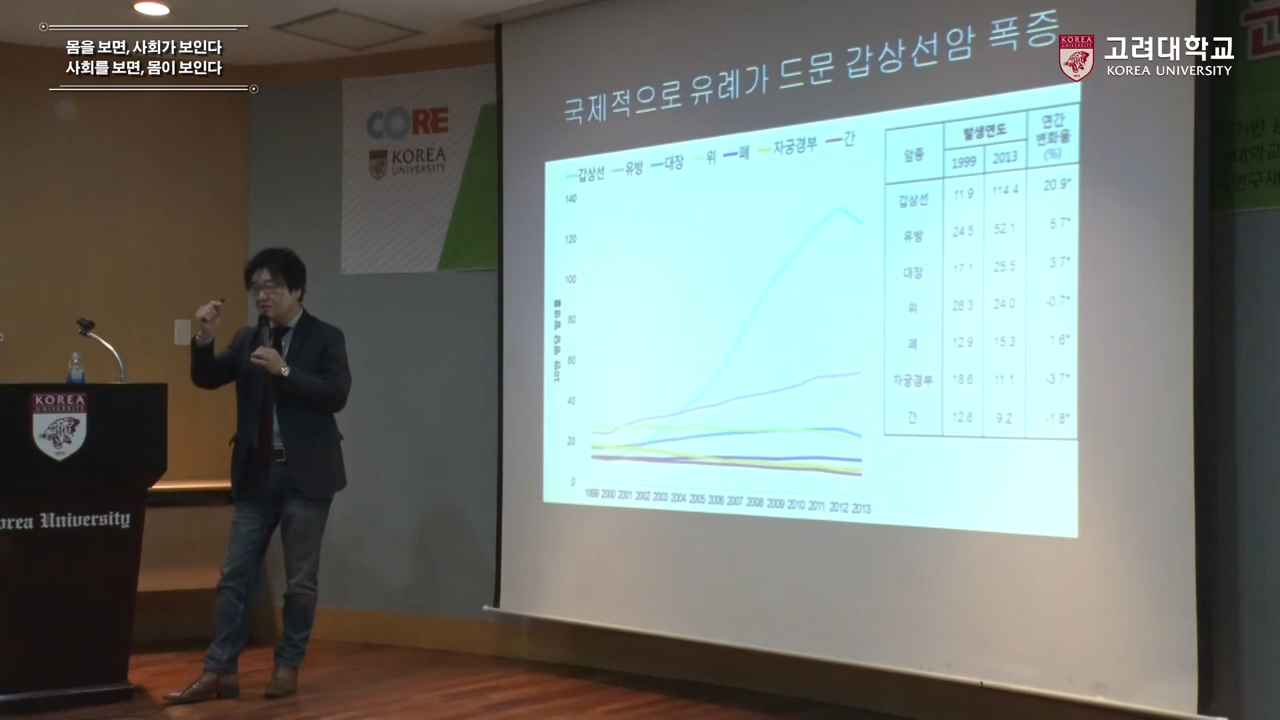 몸을 보면, 사회가 보인다
사회를 보면, 몸이 보인다
고려대학교
KOREA UNIVERSITY
KOREA
CORE
KOREA
UNIVERSITY
국제적으로 유례가 드문 갑상선암 폭증
갑상선 유방 대장 위 폐 자궁경부 간
140
120
100
80
60
40
20
0
1999 2000 2001 2002 2003 2004 2005 2006 2007 2008 2009 2010 2011 2012 2013
암종 발생연도 연간 변화율 (%)
1999 2013
갑상선 11.9 114.4 20.9*
유방 24.5 52.1 5.7*
대장 17.1 25.5 3.7*
위 28.3 24.0 -0.7*
폐 12.9 15.3 1.6*
자궁경부 18.6 11.1 -3.7*
간 12.6 9.2 -1.8*
KOREA
UNIVERSITY
orea University